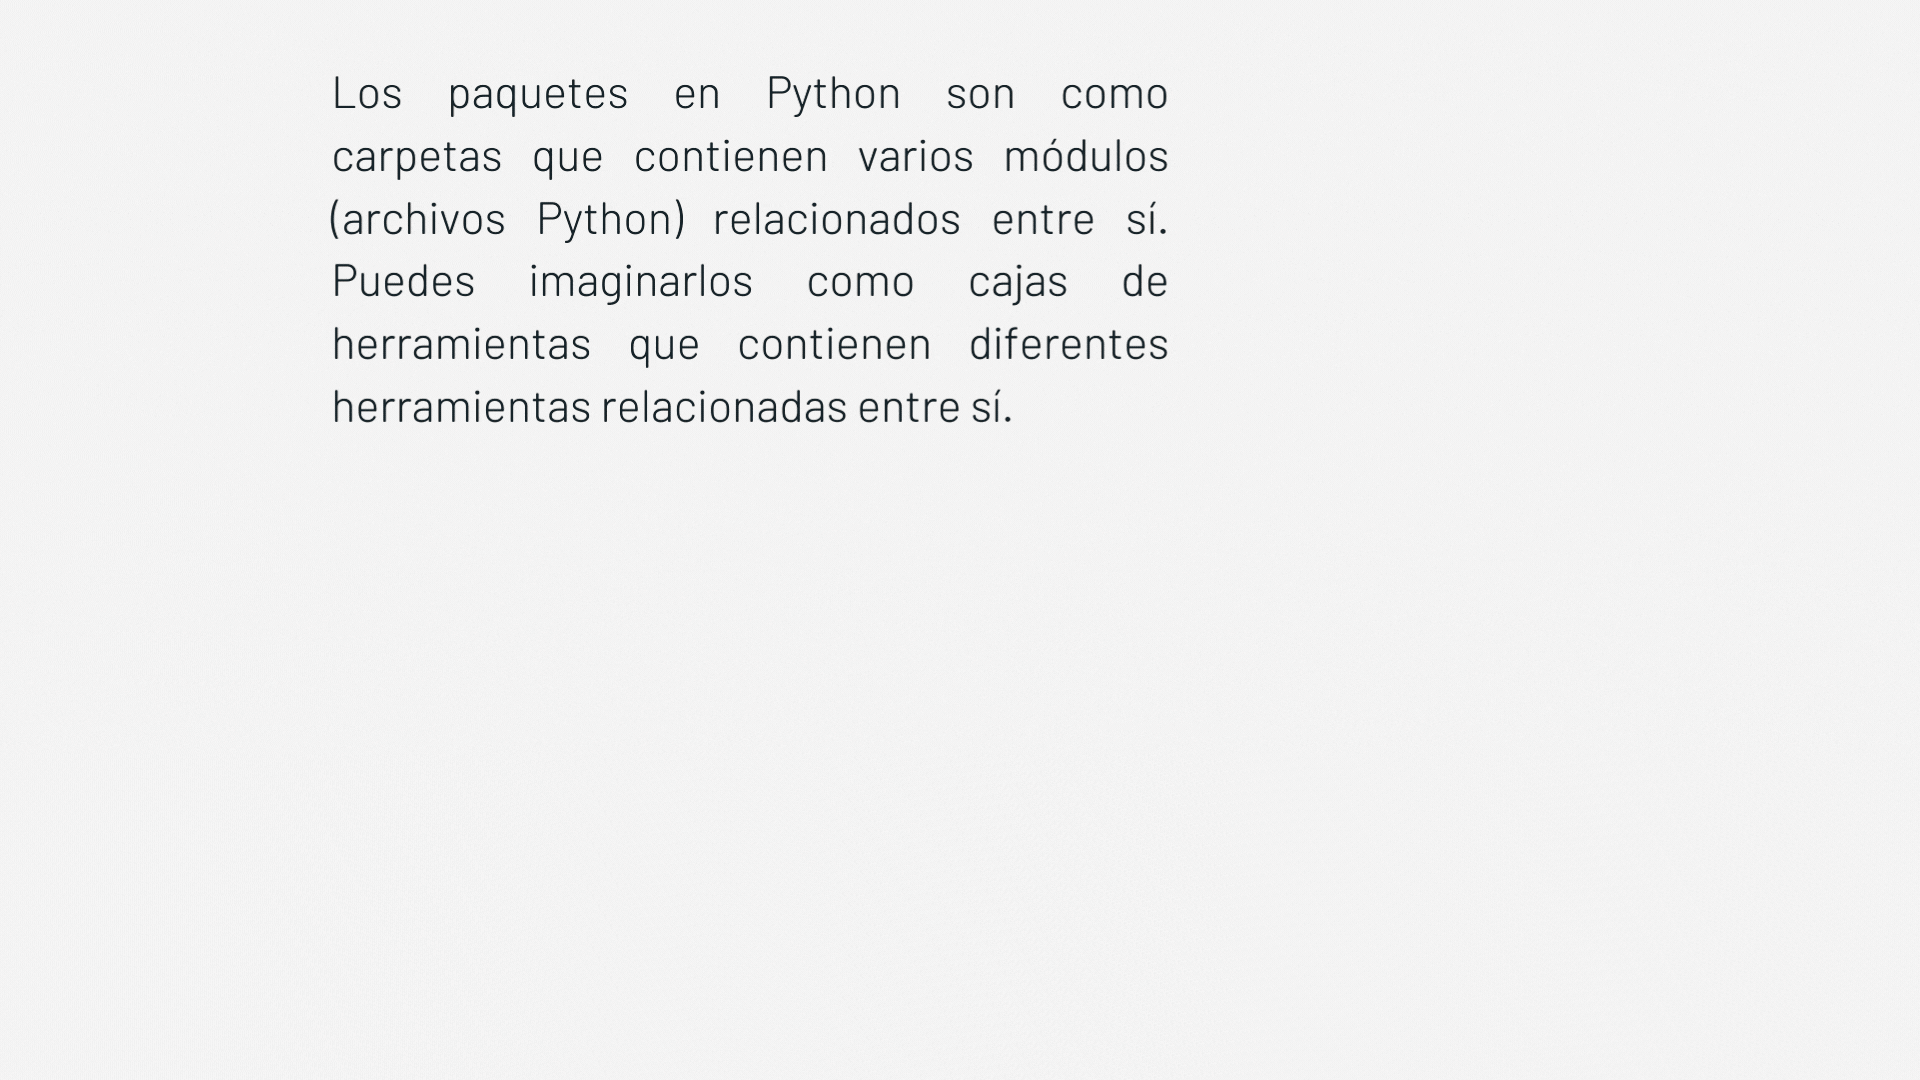 Los paquetes en Python son como
carpetas que contienen varios módulos
(archivos Python) relacionados entre sí.
Puedes imaginarlos como cajas de
herramientas que contienen diferentes
herramientas relacionadas entre sí.